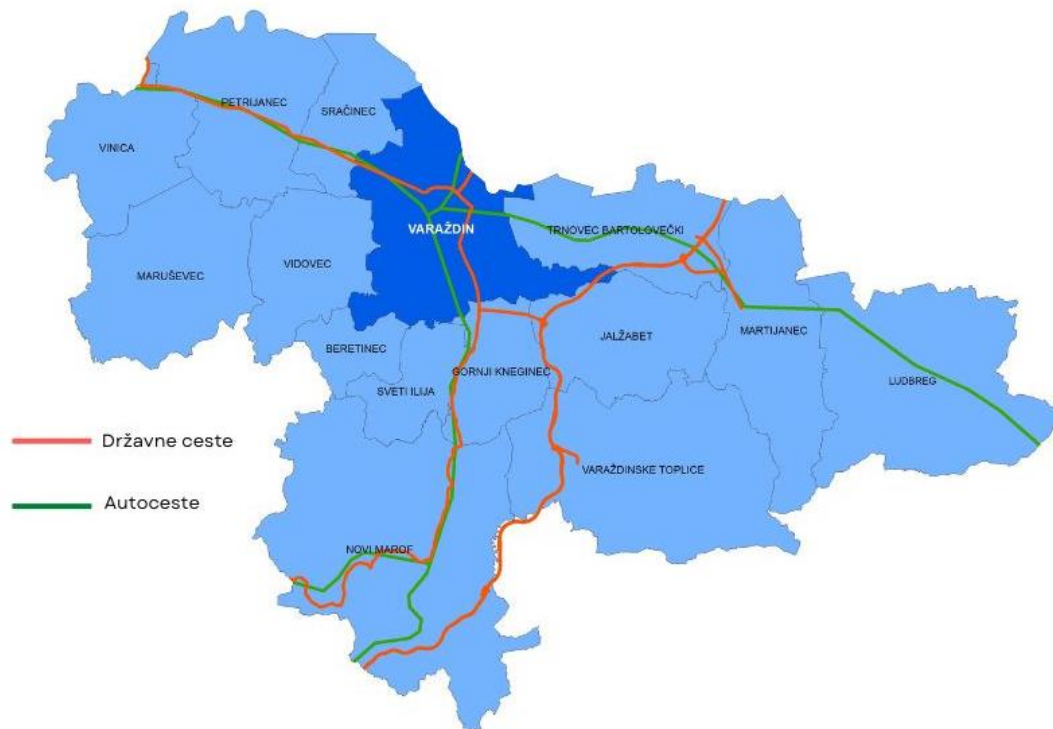 PETRIJANEC
SRAČINEC
VINICA
VARAŽDIN
TRNOVEC BARTOLOVEČKI
VIDOVEC
MARUŠEVEC
MARTIJANEC
JALŽABET
BERETINEC
GORNJI KNEGINEC
LUDBREG
SVETI ILIJA
Državne ceste
VARAŽDINSKE TOPLICE
Autoceste
NOVI MAROF